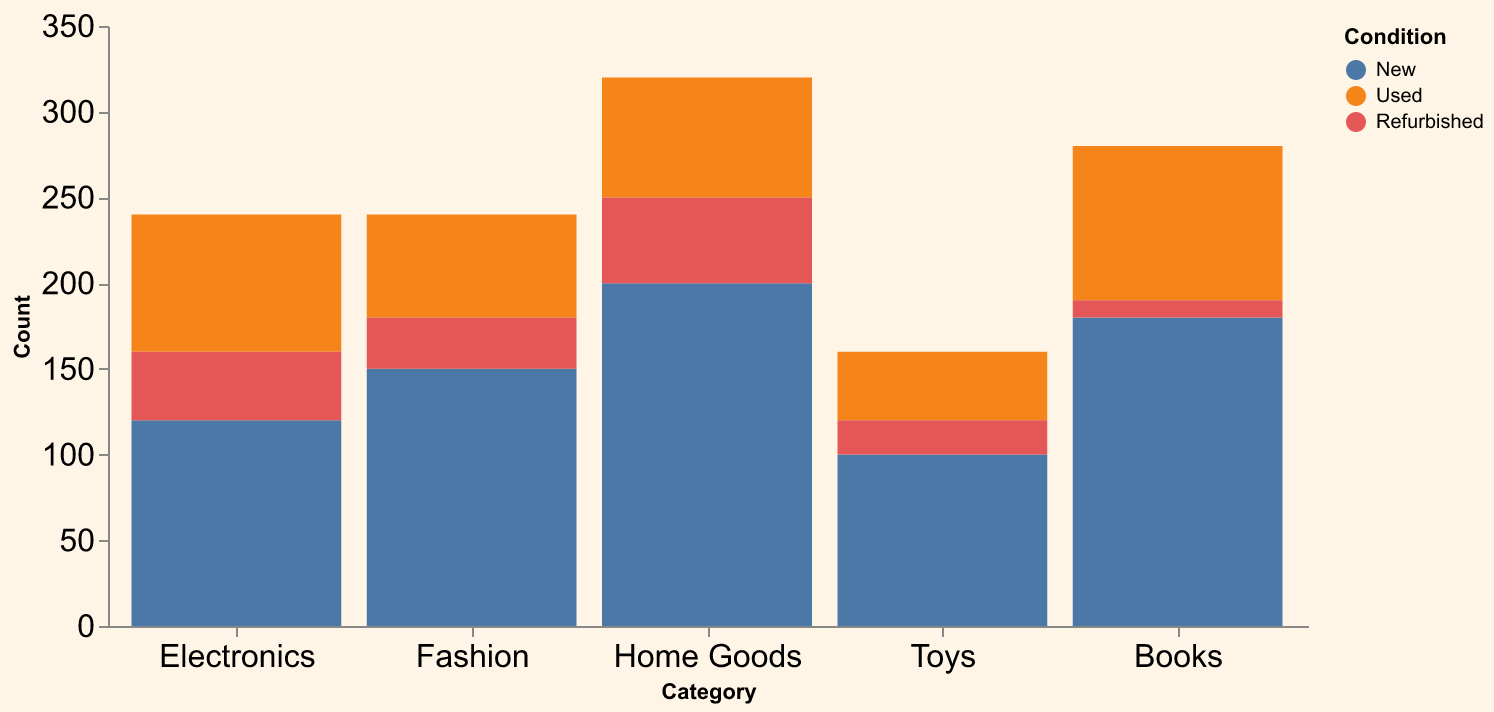 350
300
250
200
150
100
50
0
Count
Electronics
Fashion
Home Goods
Toys
Books
Category
Condition
New
Used
Refurbished